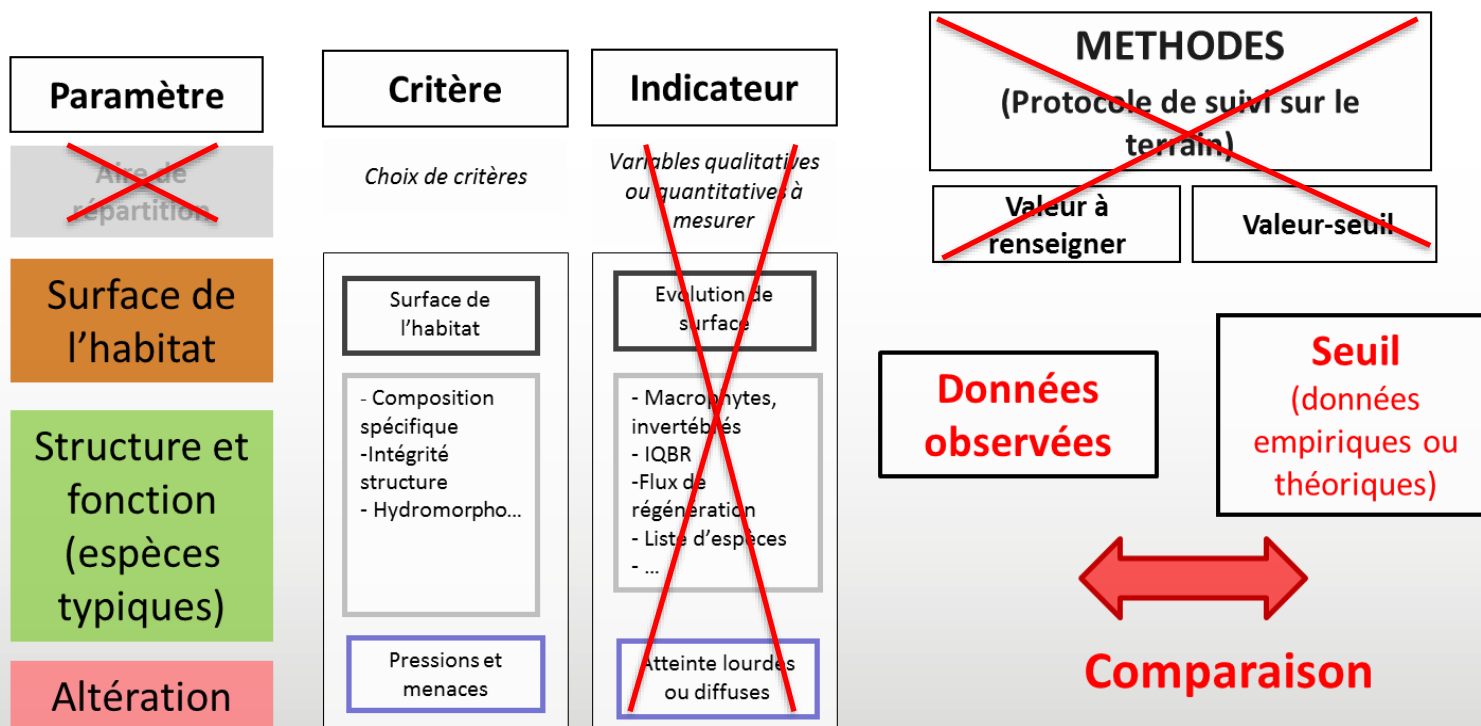 Paramètre
Aire de
répartition
Surface de
l'habitat
Structure et
fonction
(espèces
typiques)
Altération
Critère
Choix de critères
Surface de
l'habitat
- Composition
spécifique
-Intégrité
structure
- Hydromorpho...
Pressions et
menaces
Indicateur
Variables qualitatives
ou quantitatives à
mesurer
Evolution de
surface
- Macrophytes,
invertébrés
- IQBR
-Flux de
régénération
- Liste d'espèces
- ...
Atteinte lourdes
ou diffuses
METHODES
(Protocole de suivi sur le
terrain)
Valeur à
renseigner
Valeur-seuil
Données
observées
Seuil
(données
empiriques ou
théoriques)
Comparaison